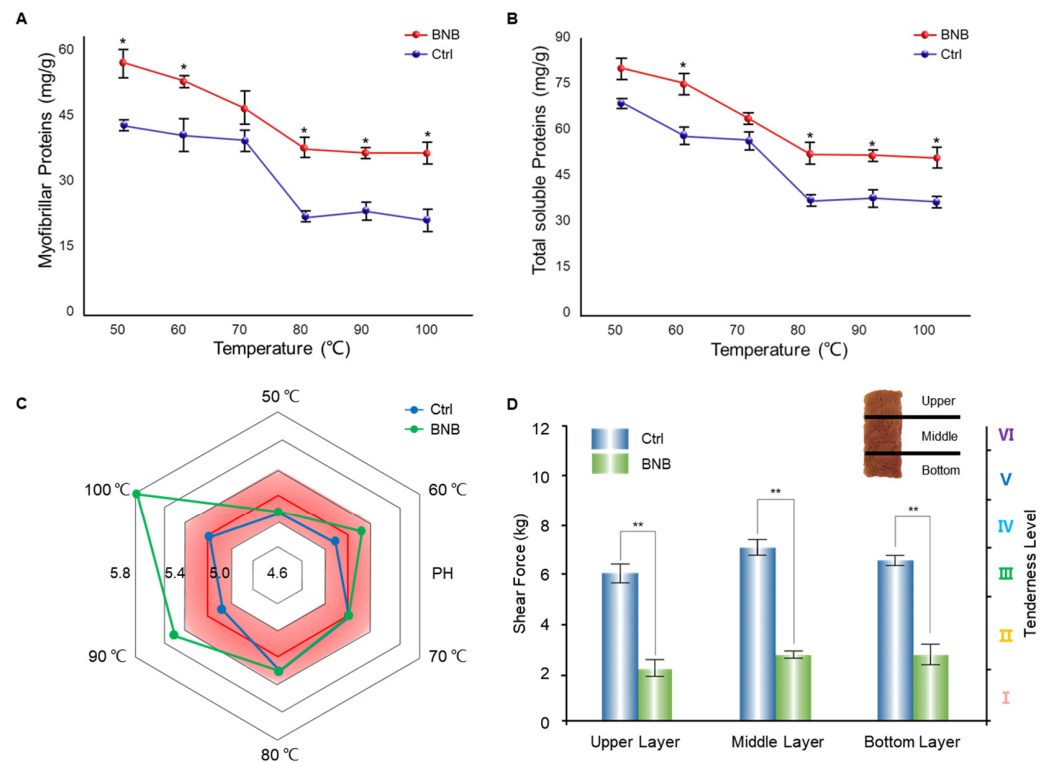 A
BNB
Ctrl
*
*
*
*
*
Myofibrillar Proteins (mg/g)
60
45
30
15
0
50
60
70
80
90
100
Temperature (℃)
B
BNB
Ctrl
*
*
*
*
Total soluble Proteins (mg/g)
90
75
60
45
30
15
0
50
60
70
80
90
100
Temperature (℃)
C
Ctrl
BNB
50 ℃
100 ℃
60 ℃
5.8
5.4
5.0
4.6
PH
90 ℃
70 ℃
80 ℃
D
Ctrl
BNB
Upper
Middle
Bottom
Shear Force (kg)
12
10
8
6
4
2
0
**
**
**
Upper Layer
Middle Layer
Bottom Layer
Tenderness Level
VI
V
IV
III
II
I